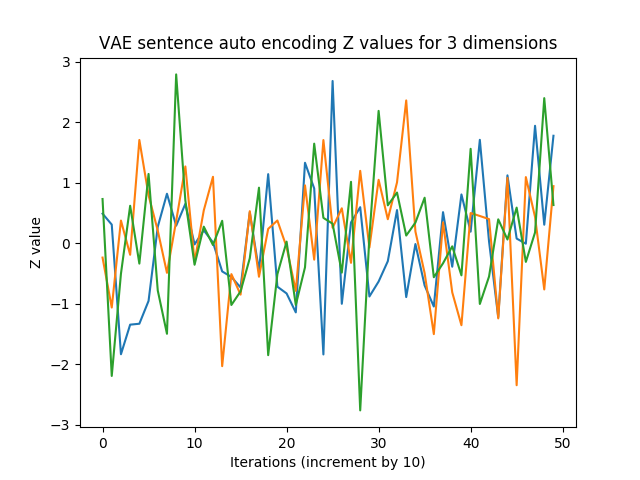 VAE sentence auto encoding Z values for 3 dimensions
3
2
1
0
−1
−2
−3
Z value
0 10 20 30 40 50
Iterations (increment by 10)